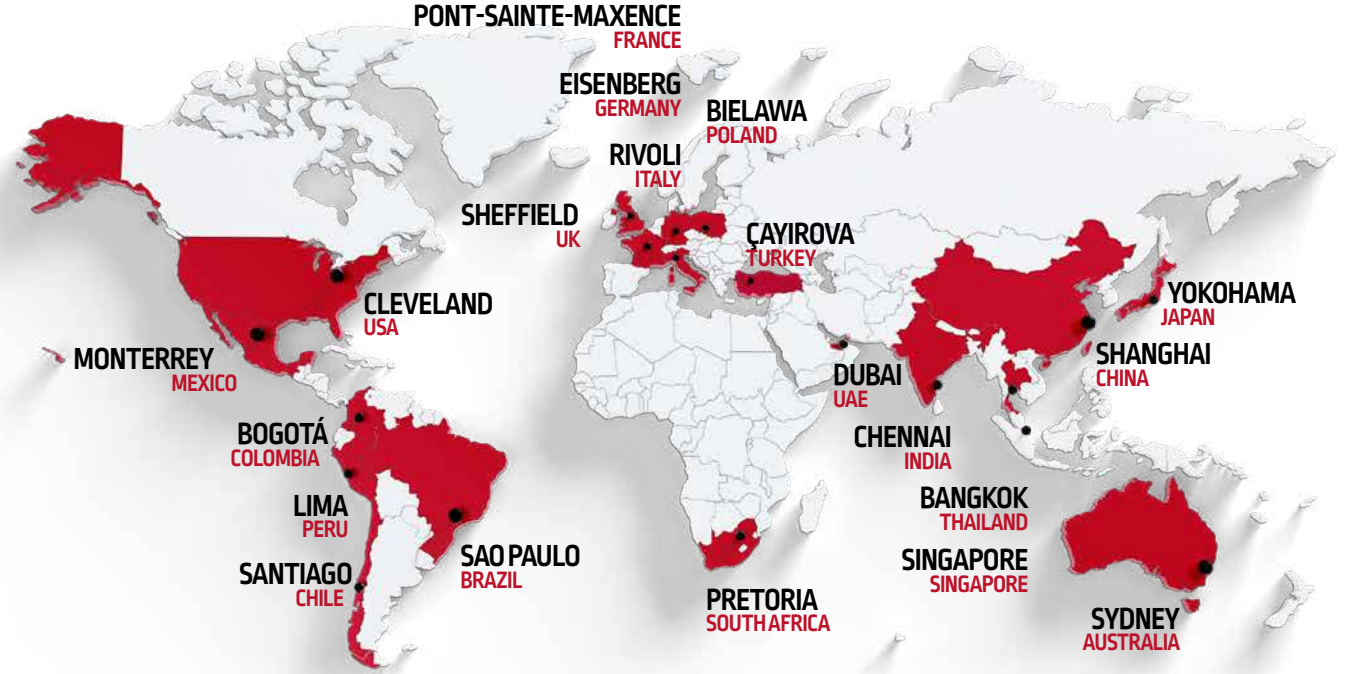 PONT-SAINTE-MAXENCE
FRANCE
EISENBERG
GERMANY
BIELAWA
POLAND
RIVOLI
ITALY
SHEFFIELD
UK
ÇAYIROVA
TURKEY
CLEVELAND
USA
YOKOHAMA
JAPAN
MONTERREY
MEXICO
SHANGHAI
CHINA
DUBAI
UAE
BOGOTÁ
COLOMBIA
CHENNAI
INDIA
LIMA
PERU
BANGKOK
THAILAND
SAO PAULO
BRAZIL
SINGAPORE
SINGAPORE
SANTIAGO
CHILE
PRETORIA
SOUTH AFRICA
SYDNEY
AUSTRALIA